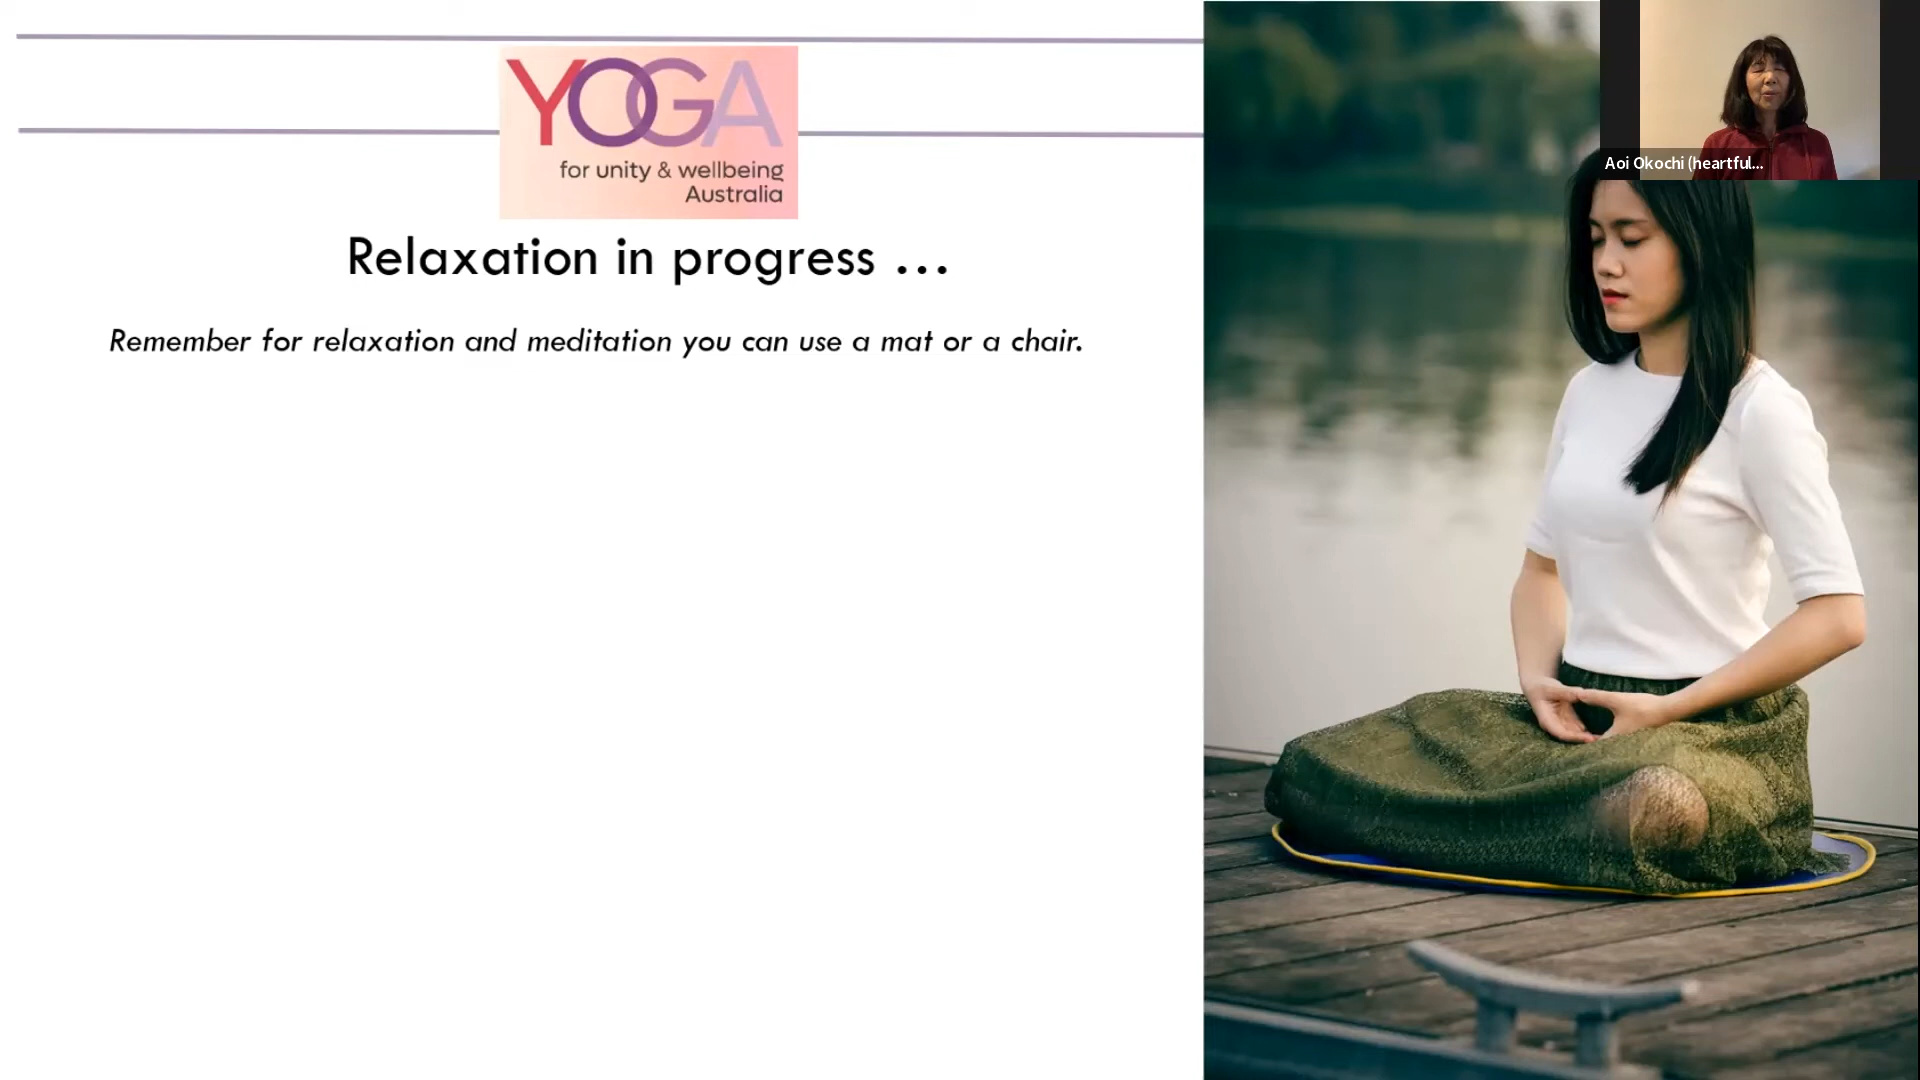 YOGA
for unity & wellbeing
Australia
Relaxation in progress ...
Remember for relaxation and meditation you can use a mat or a chair.
Aoi Okochi (heartful...